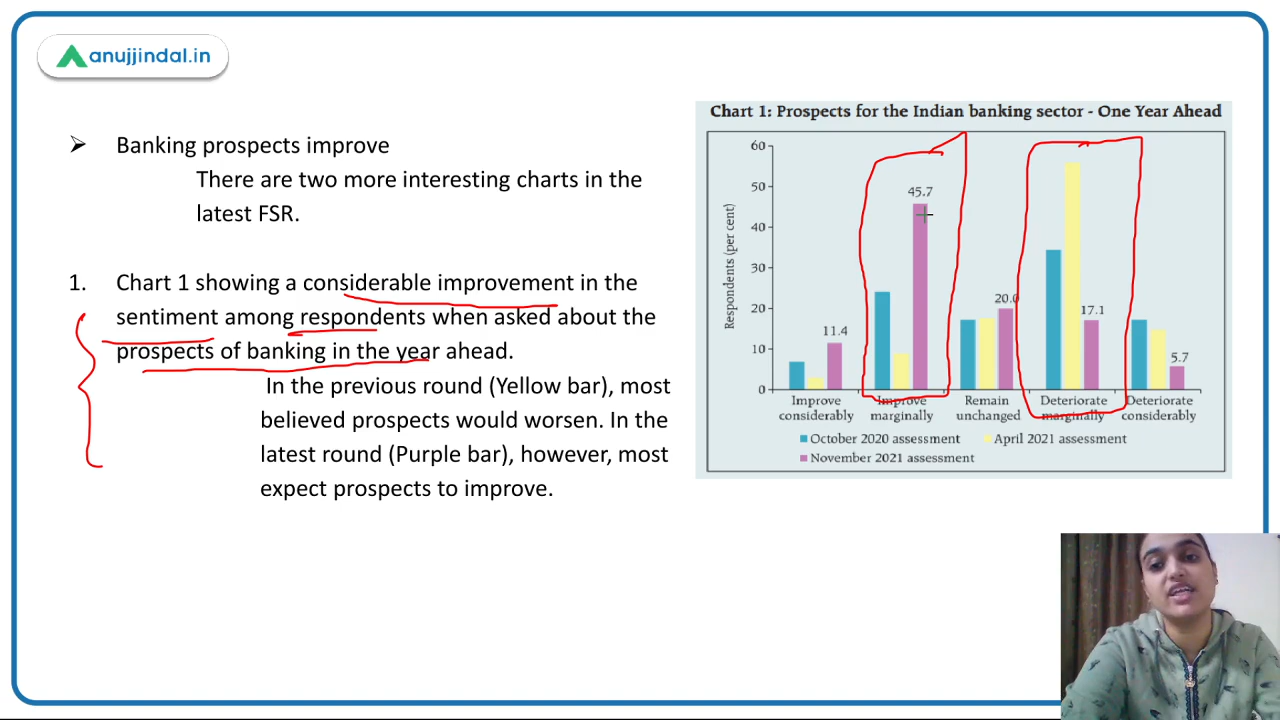 anujjindal.in
➢ Banking prospects improve
There are two more interesting charts in the
latest FSR.
1. Chart 1 showing a considerable improvement in the
sentiment among respondents when asked about the
prospects of banking in the year ahead.
In the previous round (Yellow bar), most
believed prospects would worsen. In the
latest round (Purple bar), however, most
expect prospects to improve.
Chart 1: Prospects for the Indian banking sector - One Year Ahead
Respondents (per cent)
60
50
40
30
20
10
0
11.4
45.7
20.0
17.1
5.7
Improve considerably
Improve marginally
Remain unchanged
Deteriorate marginally
Deteriorate considerably
October 2020 assessment
April 2021 assessment
November 2021 assessment